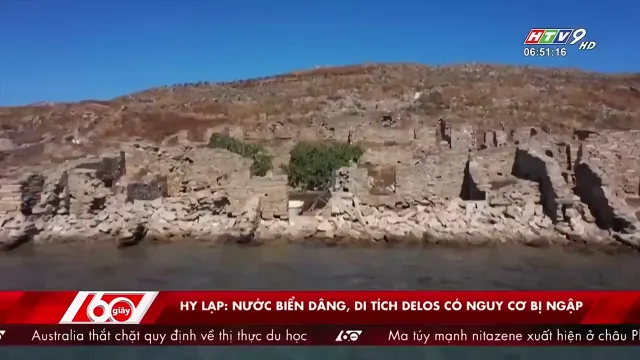 HTV9 HD
06:51:16
60 giây
HY LẠP: NƯỚC BIỂN DÂNG, DI TÍCH DELOS CÓ NGUY CƠ BỊ NGẬP
Australia thắt chặt quy định về thị thực du học 60 Ma túy mạnh nitazene xuất hiện ở châu P